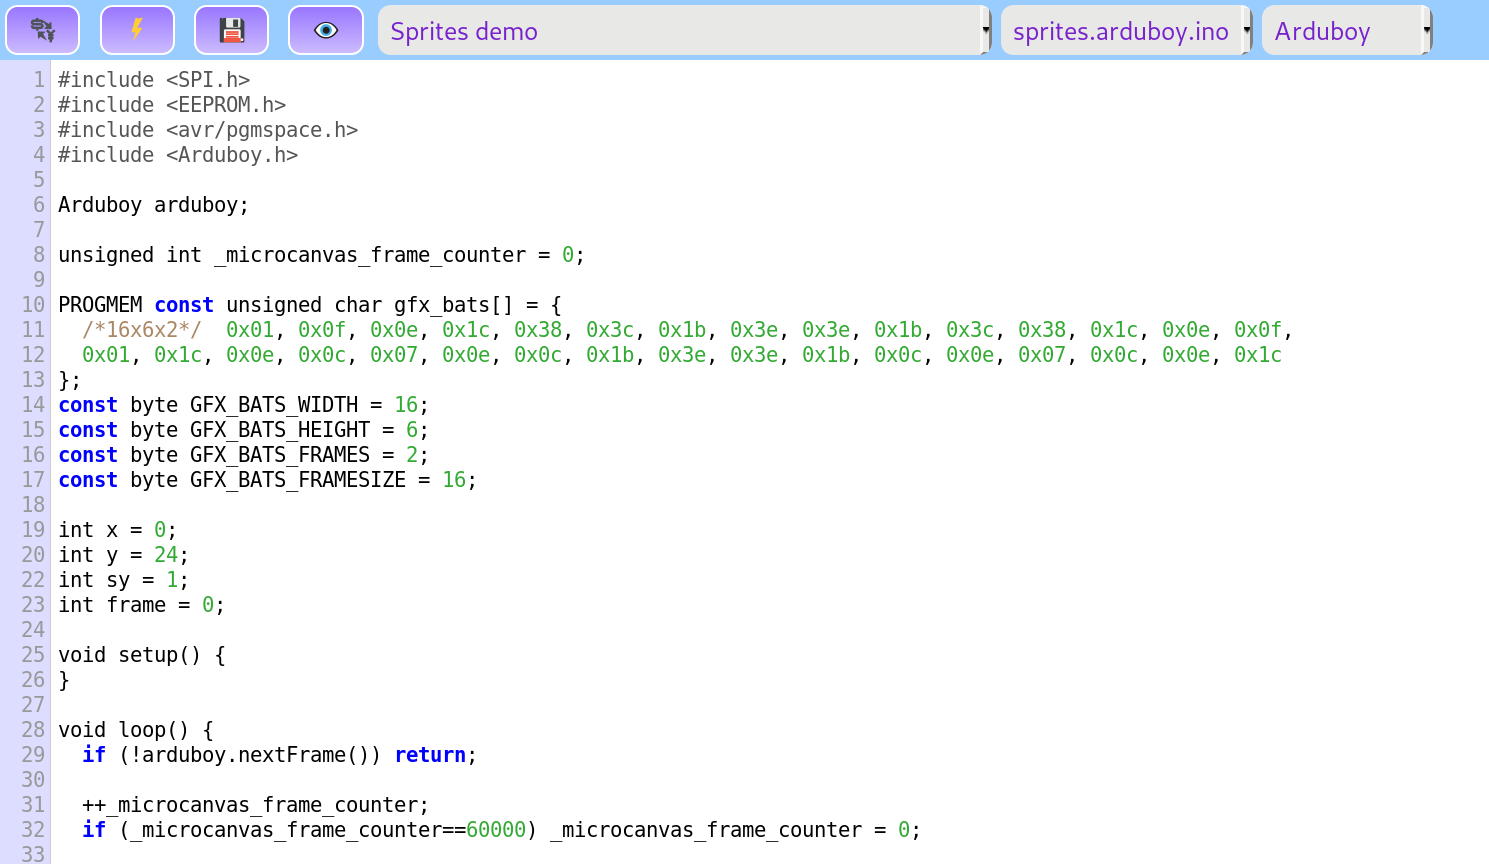 Sprites demo sprites.arduboy.ino Arduboy
1 #include <SPI.h>
2 #include <EEPROM.h>
3 #include <avr/pgmspace.h>
4 #include <Arduboy.h>
5
6 Arduboy arduboy;
7
8 unsigned int _microcanvas_frame_counter = 0;
9
10 PROGMEM const unsigned char gfx_bats[] = {
11   /*16x6x2*/  0x01, 0x0f, 0x0e, 0x1c, 0x38, 0x3c, 0x1b, 0x3e, 0x3e, 0x1b, 0x3c, 0x38, 0x1c, 0x0e, 0x0f,
12   0x01, 0x1c, 0x0e, 0x0c, 0x07, 0x0e, 0x0c, 0x1b, 0x3e, 0x3e, 0x1b, 0x0c, 0x0e, 0x07, 0x0c, 0x0e, 0x1c
13 };
14 const byte GFX_BATS_WIDTH = 16;
15 const byte GFX_BATS_HEIGHT = 6;
16 const byte GFX_BATS_FRAMES = 2;
17 const byte GFX_BATS_FRAMESIZE = 16;
18
19 int x = 0;
20 int y = 24;
22 int sy = 1;
23 int frame = 0;
24
25 void setup() {
26 }
27
28 void loop() {
29   if (!arduboy.nextFrame()) return;
30
31   ++_microcanvas_frame_counter;
32   if (_microcanvas_frame_counter==60000) _microcanvas_frame_counter = 0;
33